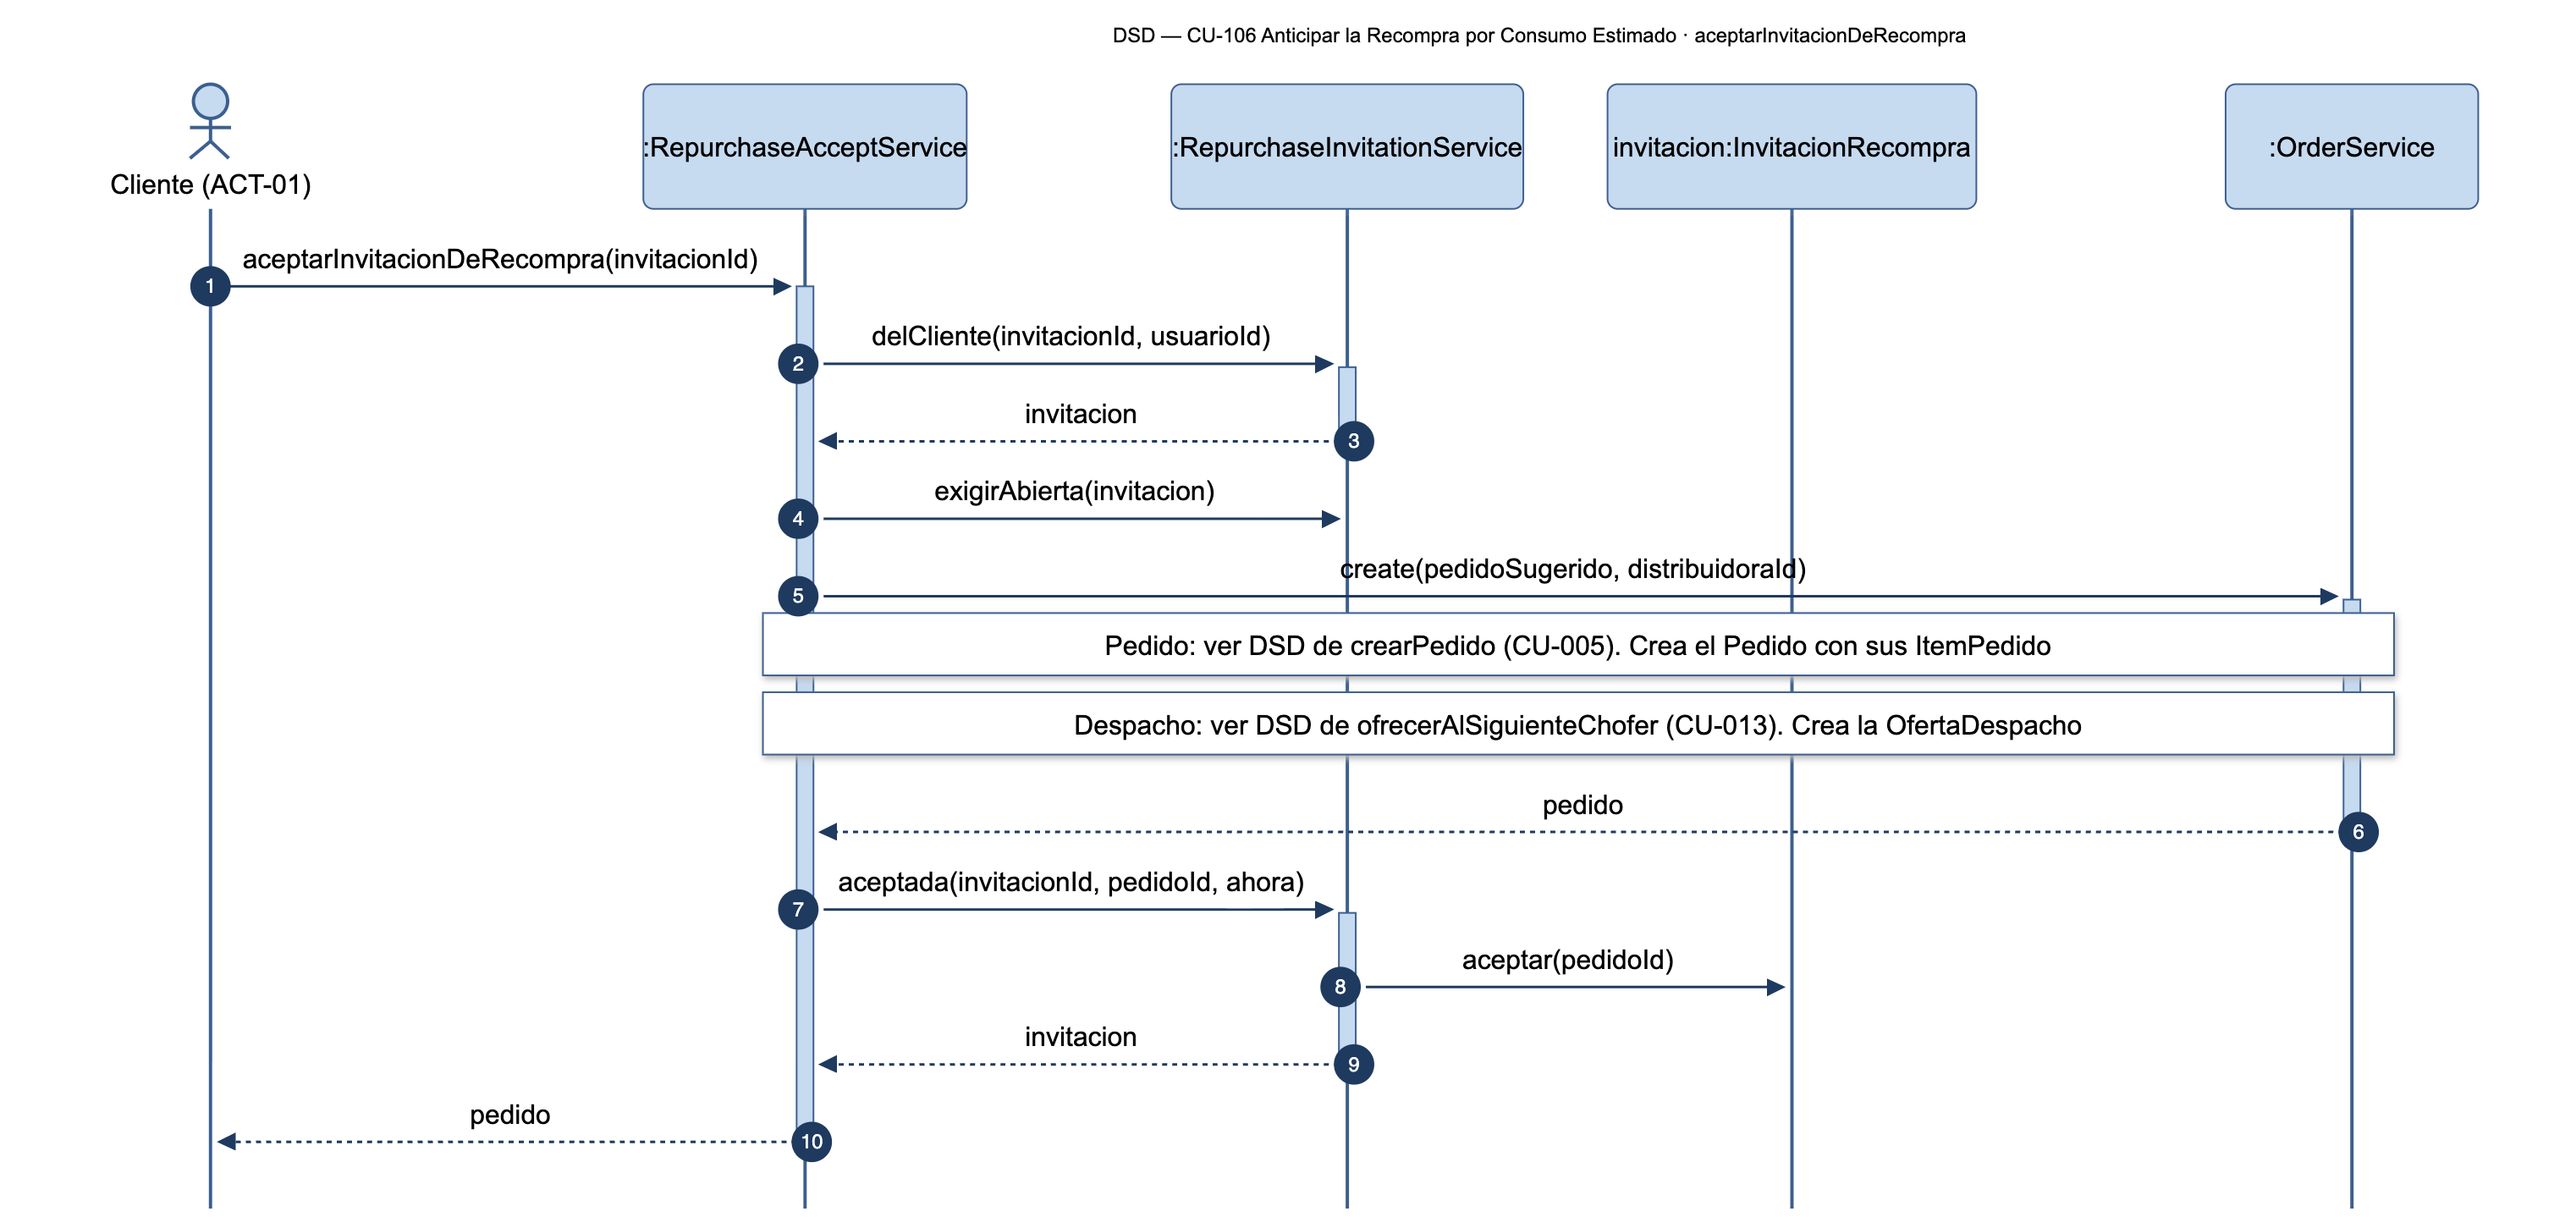 DSD — CU-106 Anticipar la Recompra por Consumo Estimado · aceptarInvitacionDeRecompra
Cliente (ACT-01)
:RepurchaseAcceptService
:RepurchaseInvitationService
invitacion:InvitacionRecompra
:OrderService
aceptarInvitacionDeRecompra(invitacionId)
1
delCliente(invitacionId, usuarioId)
2
invitacion
3
exigirAbierta(invitacion)
4
create(pedidoSugerido, distribuidoraId)
5
Pedido: ver DSD de crearPedido (CU-005). Crea el Pedido con sus ItemPedido
Despacho: ver DSD de ofrecerAlSiguienteChofer (CU-013). Crea la OfertaDespacho
pedido
6
aceptada(invitacionId, pedidoId, ahora)
7
aceptar(pedidoId)
8
invitacion
9
pedido
10